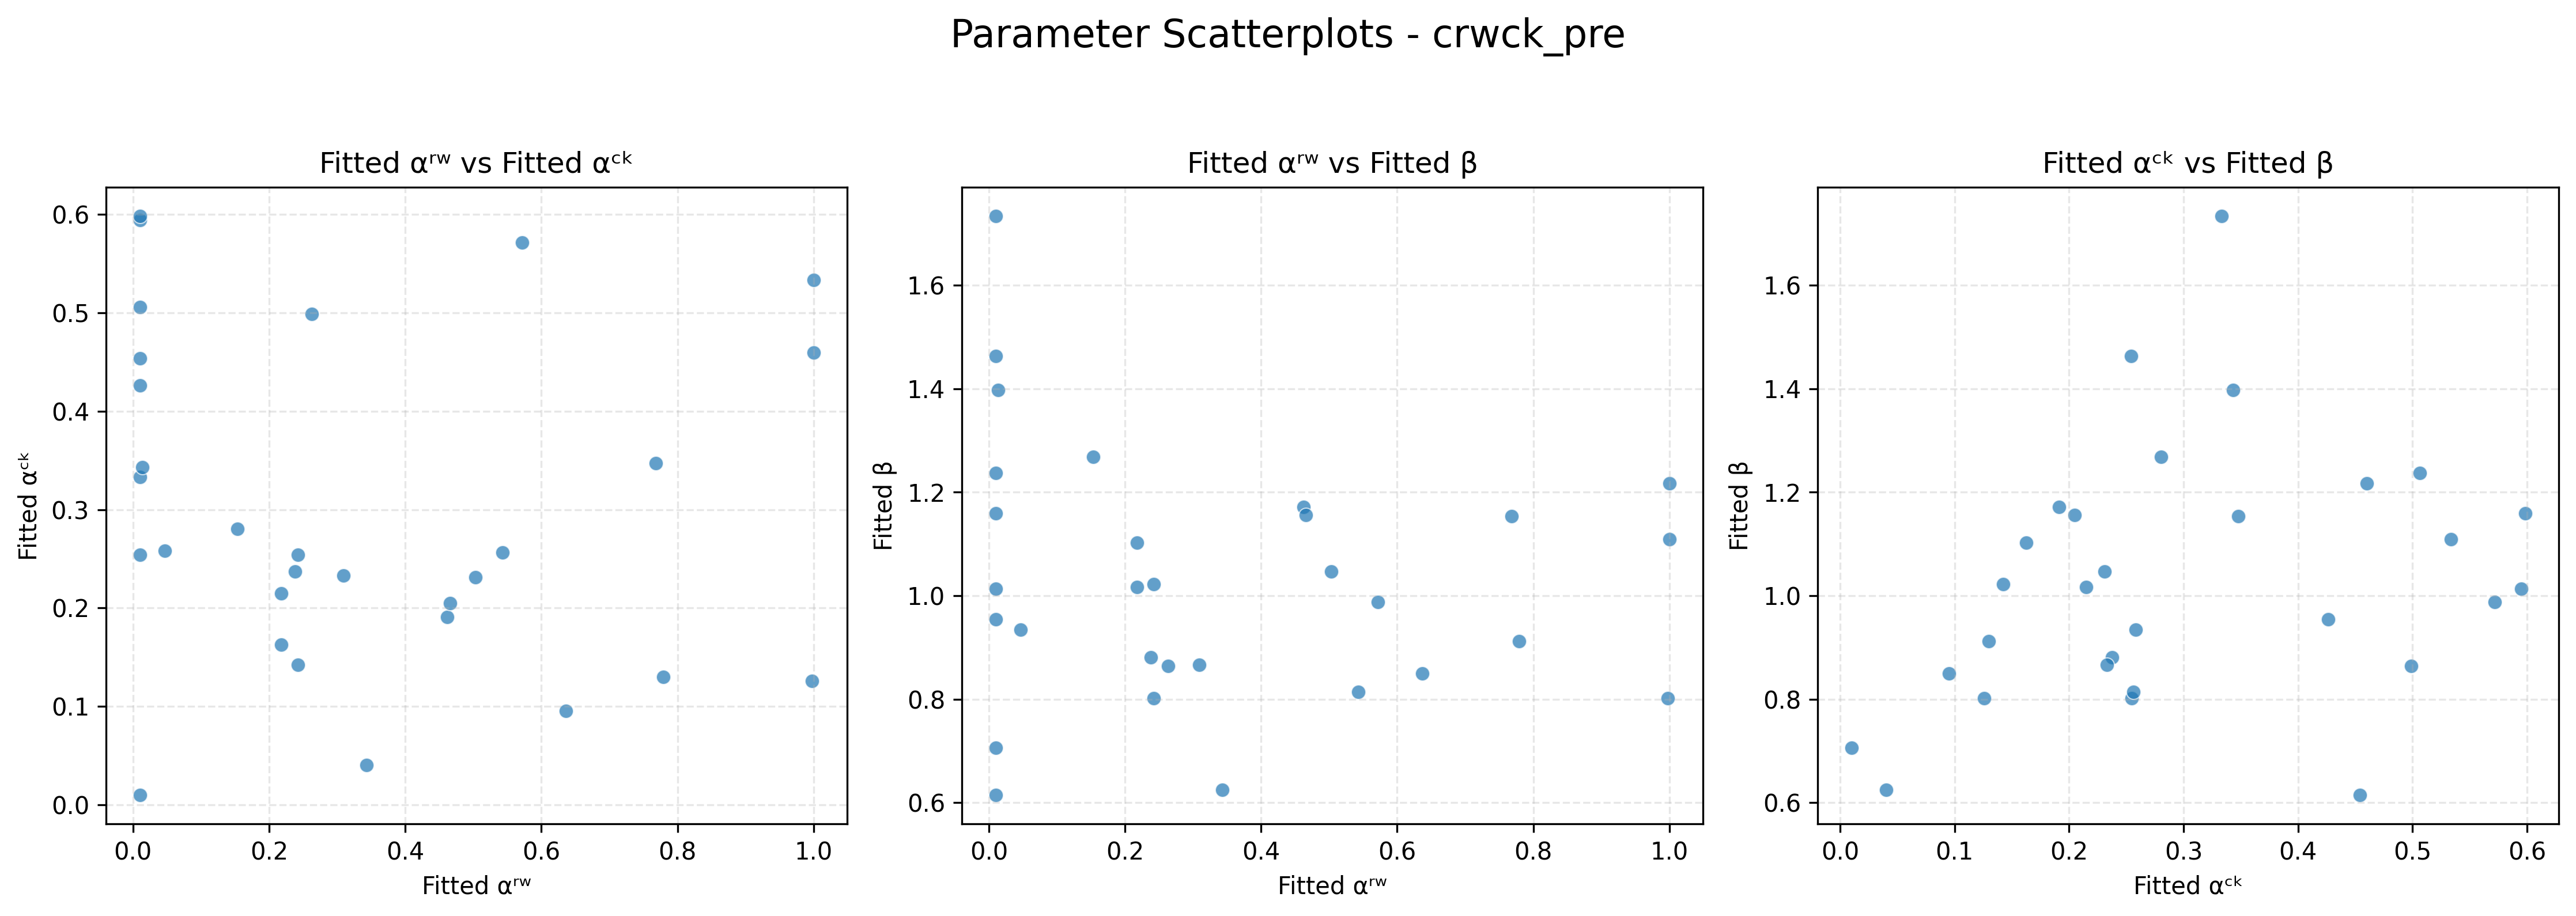 Parameter Scatterplots - crwck_pre
Fitted αʳʷ vs Fitted αᶜᵏ
0.6
0.5
0.4
0.3
0.2
0.1
0.0
Fitted αᶜᵏ
0.0 0.2 0.4 0.6 0.8 1.0
Fitted αʳʷ
Fitted αʳʷ vs Fitted β
1.6
1.4
1.2
1.0
0.8
0.6
Fitted β
0.0 0.2 0.4 0.6 0.8 1.0
Fitted αʳʷ
Fitted αᶜᵏ vs Fitted β
1.6
1.4
1.2
1.0
0.8
0.6
Fitted β
0.0 0.1 0.2 0.3 0.4 0.5 0.6
Fitted αᶜᵏ